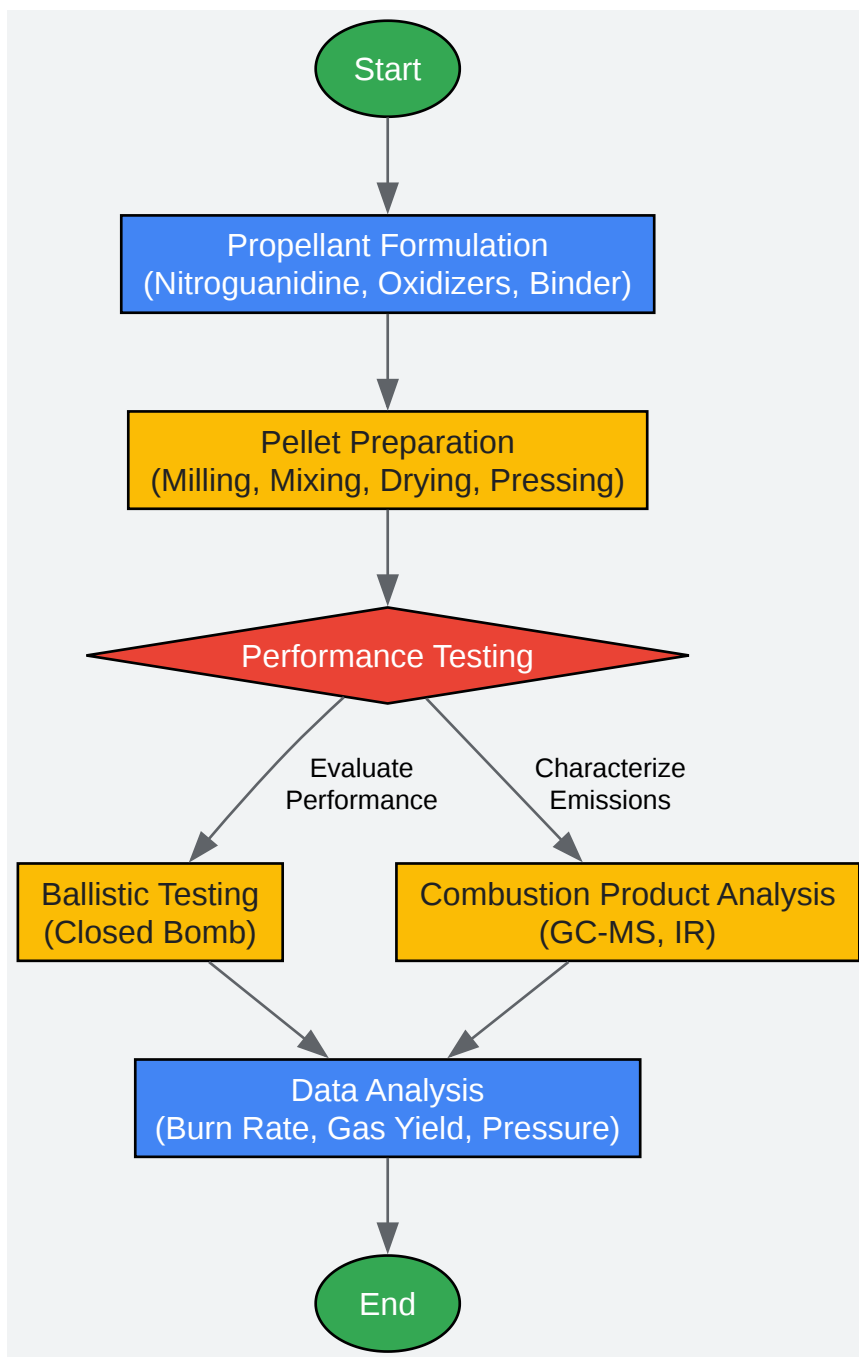 Start
Propellant Formulation
(Nitroguanidine, Oxidizers, Binder)
Pellet Preparation
(Milling, Mixing, Drying, Pressing)
Performance Testing
Evaluate
Performance
Characterize
Emissions
Ballistic Testing
(Closed Bomb)
Combustion Product Analysis
(GC-MS, IR)
Data Analysis
(Burn Rate, Gas Yield, Pressure)
End